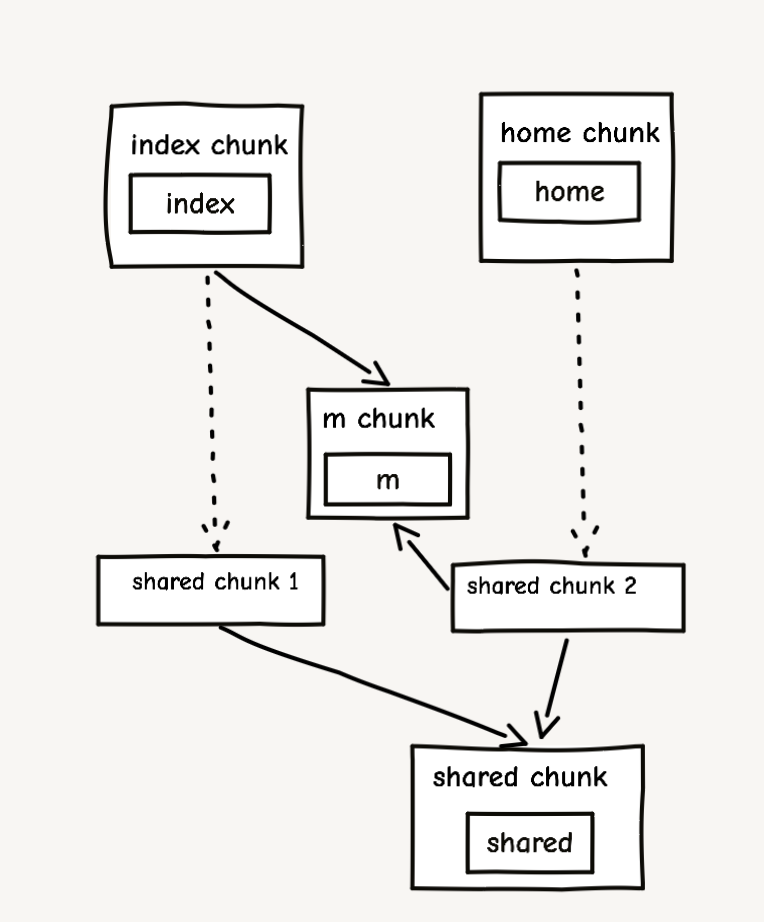 index chunk
index
home chunk
home
m chunk
m
shared chunk 1
shared chunk 2
shared chunk
shared